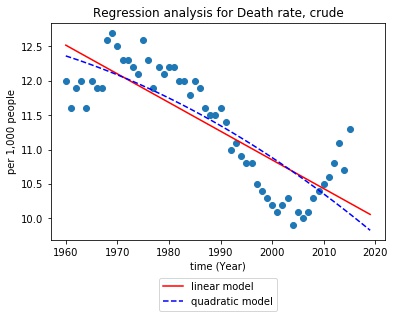 Regression analysis for Death rate, crude
per 1,000 people
12.5
12.0
11.5
11.0
10.5
10.0
1960 1970 1980 1990 2000 2010 2020
time (Year)
linear model
quadratic model